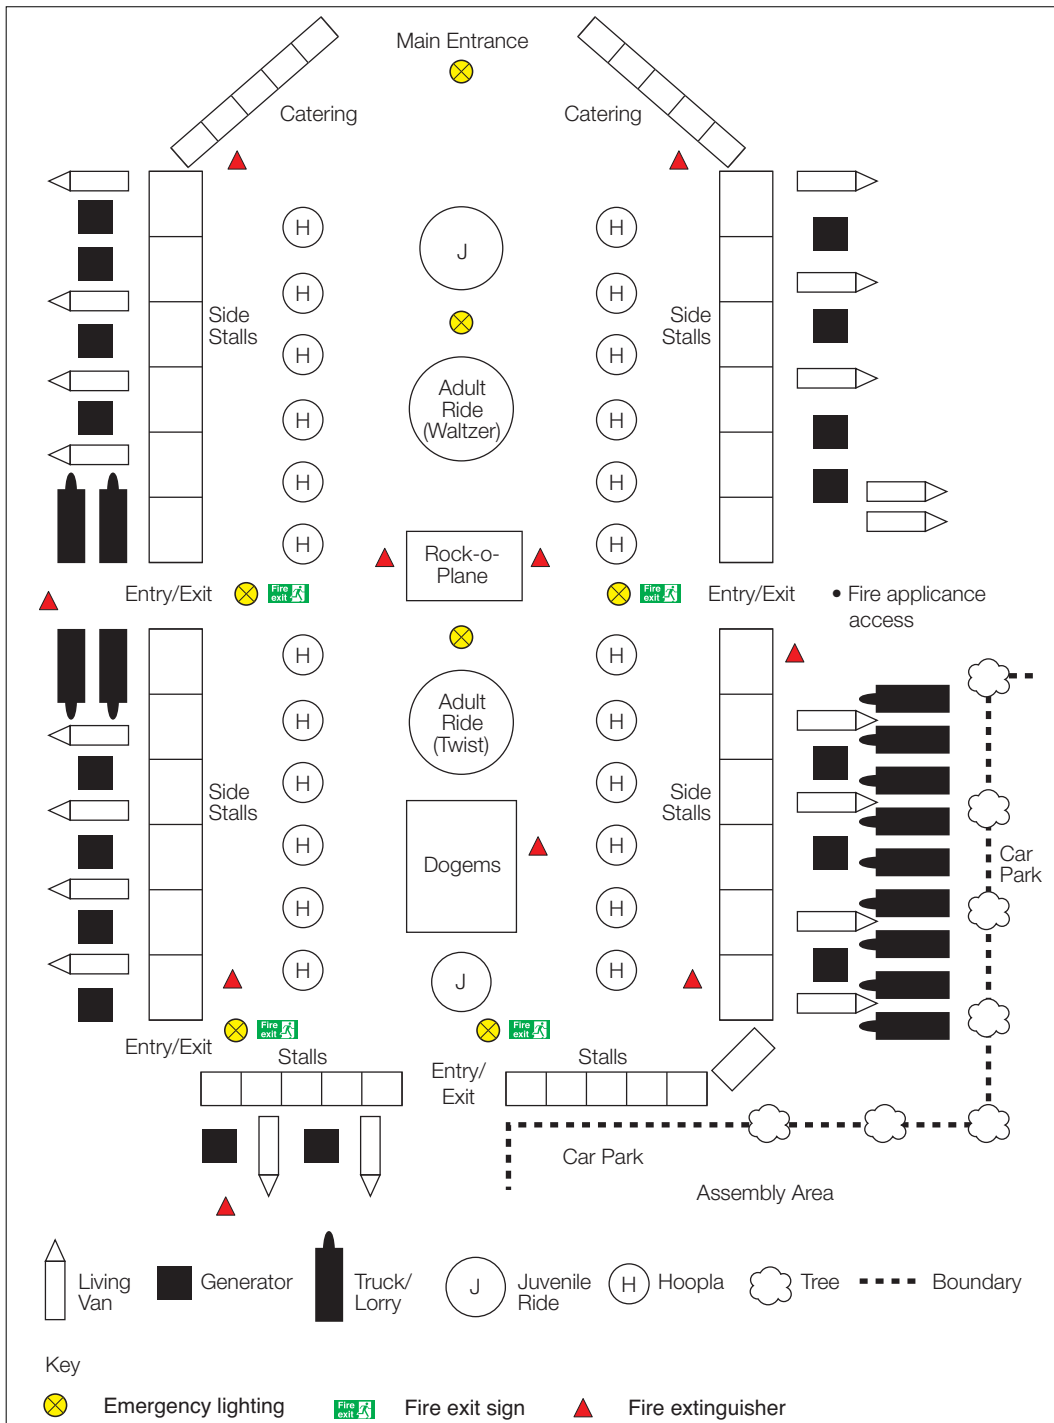 Main Entrance
Catering
Catering
H
H
J
H
H
Side
Stalls
Side
Stalls
H
H
Adult
Ride
(Waltzer)
H
H
H
H
H
H
Rock-o-
Plane
Entry/Exit
Fire
exit
Fire
exit
Entry/Exit
• Fire applicance
access
H
H
H
H
Adult
Ride
(Twist)
H
H
Side
Stalls
Side
Stalls
H
H
Dogems
Car
Park
H
H
H
H
J
Entry/Exit
Fire
exit
Fire
exit
Stalls
Entry/
Exit
Stalls
Car Park
Assembly Area
Living
Van
Generator
Truck/
Lorry
J
Juvenile
Ride
H
Hoopla
Tree
Boundary
Key
Emergency lighting
Fire
exit
Fire exit sign
Fire extinguisher